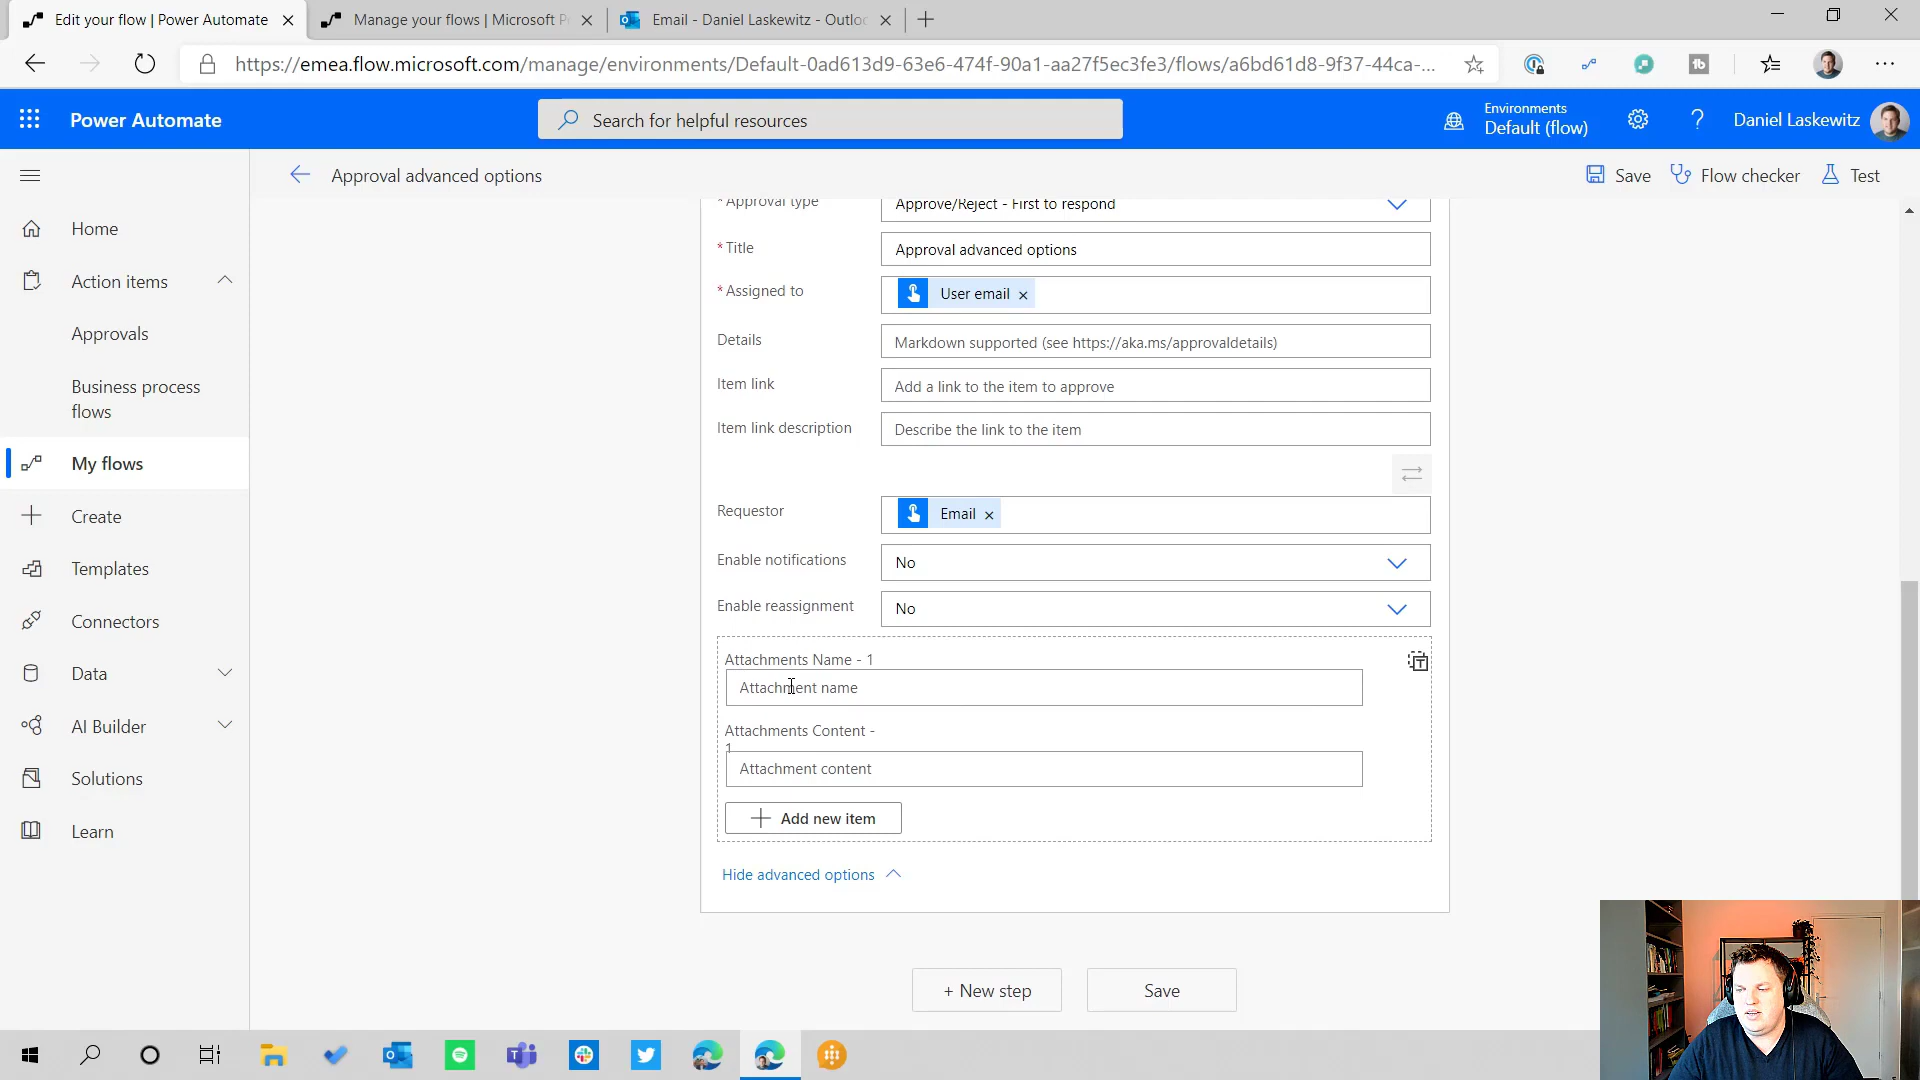 Edit your flow | Power Automate
Manage your flows | Microsoft P
Email - Daniel Laskewitz - Outloo
https://emea.flow.microsoft.com/manage/environments/Default-0ad613d9-63e6-474f-90a1-aa27f5ec3fe3/flows/a6bd61d8-9f37-44ca-...
Power Automate
Search for helpful resources
Environments
Default (flow)
Daniel Laskewitz
Approval advanced options
Save
Flow checker
Test
Home
Action items
Approvals
Business process
flows
My flows
Create
Templates
Connectors
Data
AI Builder
Solutions
Learn
* Approval type
Approve/Reject - First to respond
* Title
Approval advanced options
* Assigned to
User email
Details
Markdown supported (see https://aka.ms/approvaldetails)
Item link
Add a link to the item to approve
Item link description
Describe the link to the item
Requestor
Email
Enable notifications
No
Enable reassignment
No
Attachments Name - 1
Attachment name
Attachments Content -
1
Attachment content
Add new item
Hide advanced options
+ New step
Save